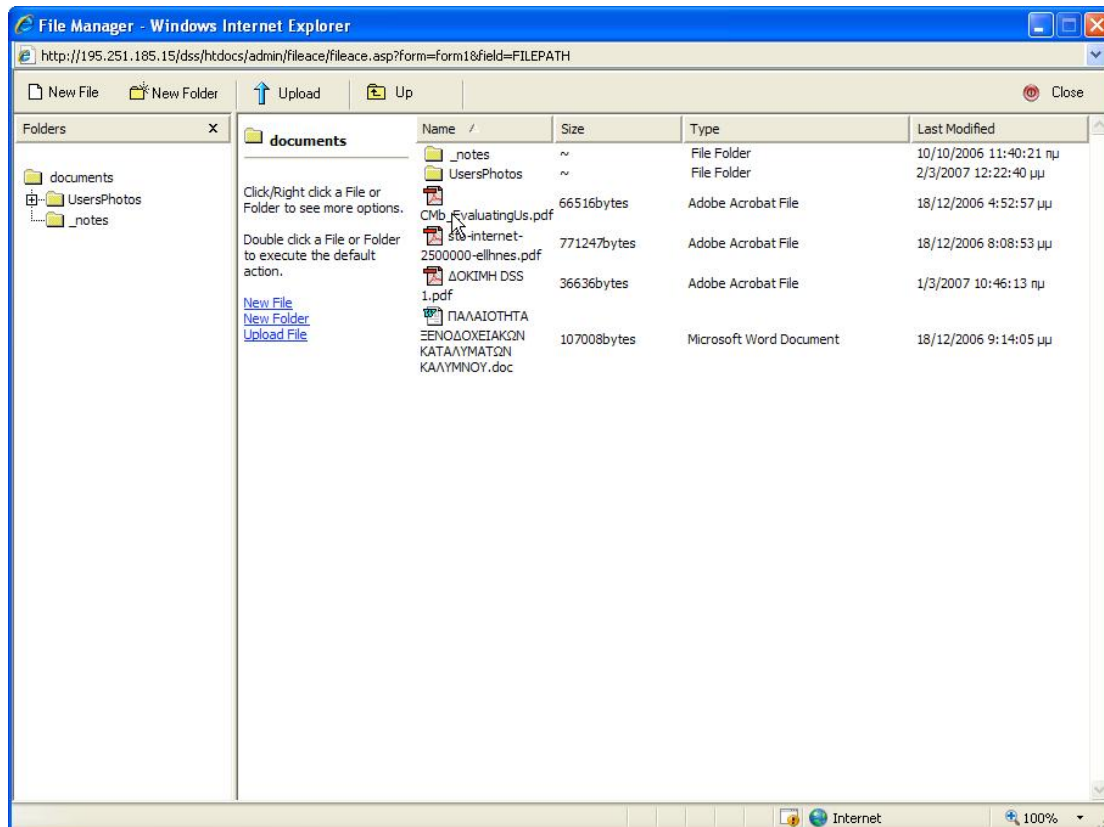 File Manager - Windows Internet Explorer
http://195.251.185.15/dss/htdocs/admin/fileace/fileace.asp?form=form1&field=FILEPATH
New File New Folder Upload Up Close
Folders x
documents
UsersPhotos
_notes
documents
Click/Right click a File or
Folder to see more options.
Double click a File or Folder
to execute the default
action.
New File
New Folder
Upload File
Name Size Type Last Modified
_notes ~ File Folder 10/10/2006 11:40:21 πμ
UsersPhotos ~ File Folder 2/3/2007 12:22:40 μμ
CMb_EvaluatingUs.pdf 66516bytes Adobe Acrobat File 18/12/2006 4:52:57 μμ
sto-internet-
2500000-ellhnes.pdf 771247bytes Adobe Acrobat File 18/12/2006 8:08:53 μμ
ΔΟΚΙΜΗ DSS
1.pdf 36636bytes Adobe Acrobat File 1/3/2007 10:46:13 πμ
ΠΑΛΑΙΟΤΗΤΑ
ΞΕΝΟΔΟΧΕΙΑΚΩΝ
ΚΑΤΑΛΥΜΑΤΩΝ
ΚΑΛΥΜΝΟΥ.doc 107008bytes Microsoft Word Document 18/12/2006 9:14:05 μμ
Internet 100%